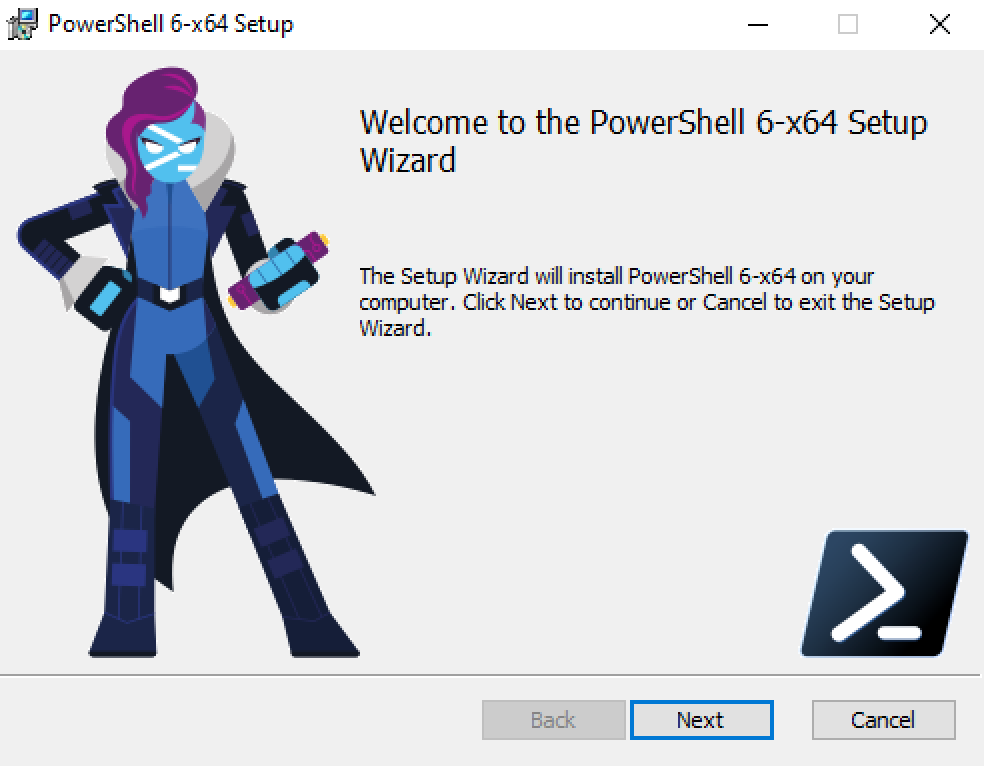 PowerShell 6-x64 Setup
Welcome to the PowerShell 6-x64 Setup
Wizard
The Setup Wizard will install PowerShell 6-x64 on your
computer. Click Next to continue or Cancel to exit the Setup
Wizard.
Back
Next
Cancel